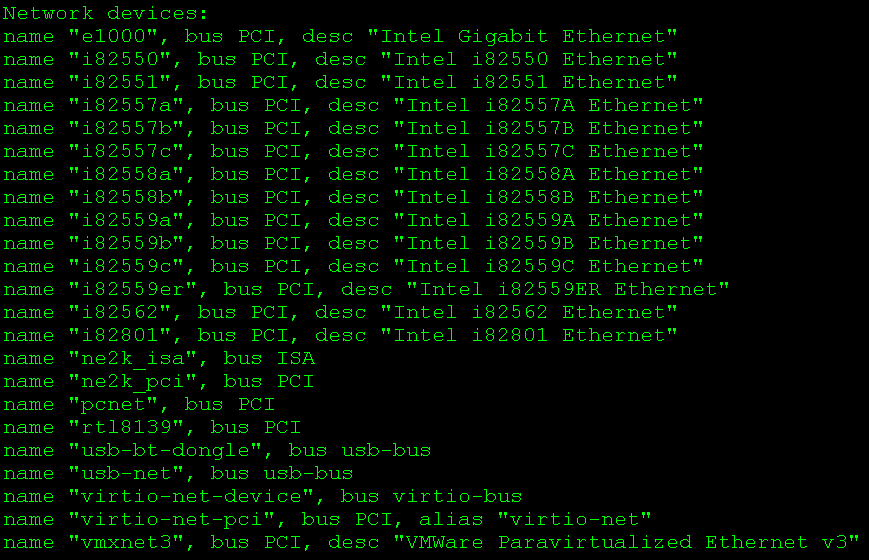 Network devices:
name "e1000", bus PCI, desc "Intel Gigabit Ethernet"
name "i82550", bus PCI, desc "Intel i82550 Ethernet"
name "i82551", bus PCI, desc "Intel i82551 Ethernet"
name "i82557a", bus PCI, desc "Intel i82557A Ethernet"
name "i82557b", bus PCI, desc "Intel i82557B Ethernet"
name "i82557c", bus PCI, desc "Intel i82557C Ethernet"
name "i82558a", bus PCI, desc "Intel i82558A Ethernet"
name "i82558b", bus PCI, desc "Intel i82558B Ethernet"
name "i82559a", bus PCI, desc "Intel i82559A Ethernet"
name "i82559b", bus PCI, desc "Intel i82559B Ethernet"
name "i82559c", bus PCI, desc "Intel i82559C Ethernet"
name "i82559er", bus PCI, desc "Intel i82559ER Ethernet"
name "i82562", bus PCI, desc "Intel i82562 Ethernet"
name "i82801", bus PCI, desc "Intel i82801 Ethernet"
name "ne2k_isa", bus ISA
name "ne2k_pci", bus PCI
name "pcnet", bus PCI
name "rtl8139", bus PCI
name "usb-bt-dongle", bus usb-bus
name "usb-net", bus usb-bus
name "virtio-net-device", bus virtio-bus
name "virtio-net-pci", bus PCI, alias "virtio-net"
name "vmxnet3", bus PCI, desc "VMWare Paravirtualized Ethernet v3"